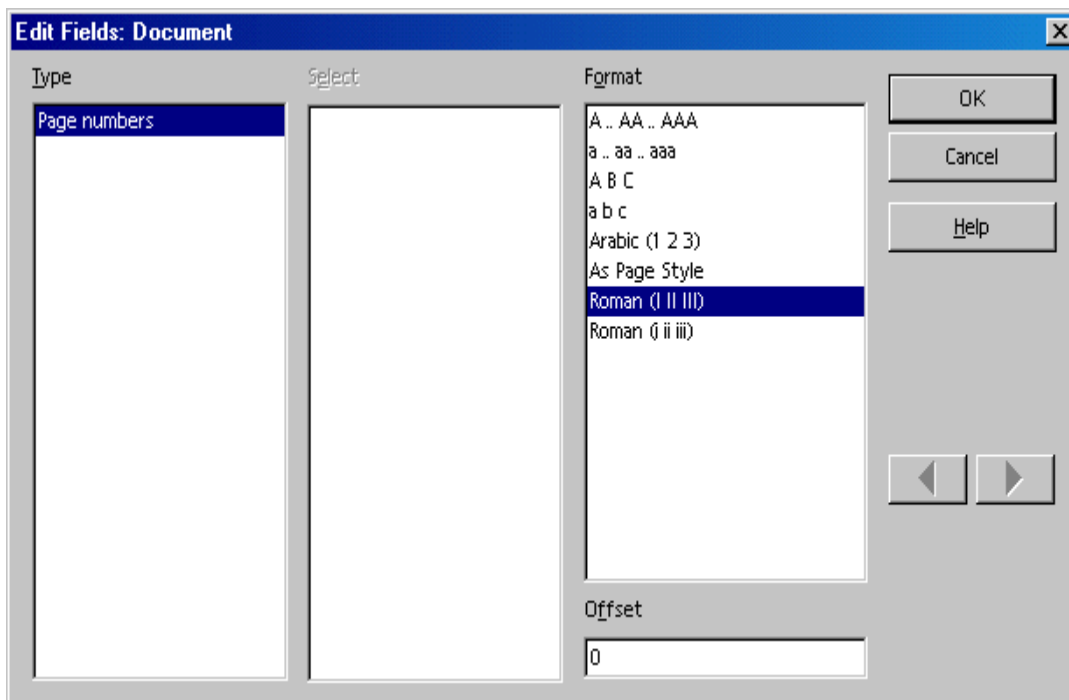 Edit Fields: Document
Type
Page numbers
Select
Format
A .. AA .. AAA
a .. aa .. aaa
A B C
a b c
Arabic (1 2 3)
As Page Style
Roman (I II III)
Roman (i ii iii)
Offset
0
OK
Cancel
Help